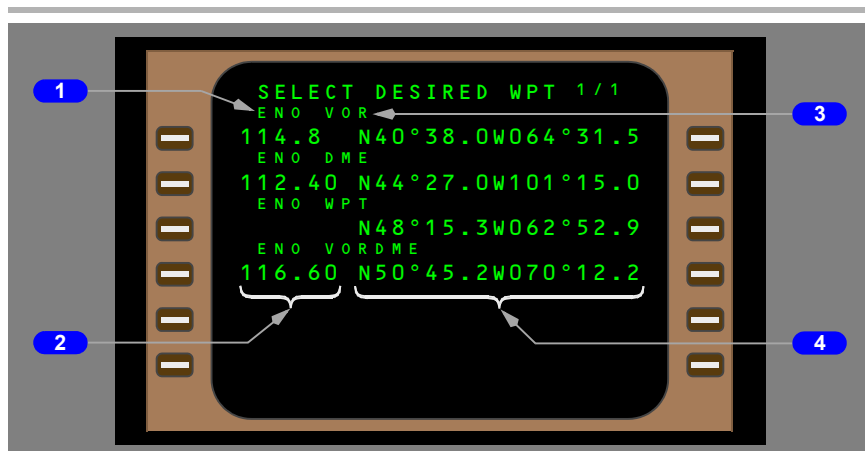 SELECT DESIRED WPT 1/1
ENO VOR
114.8 N40°38.0W064°31.5
ENO DME
112.40 N44°27.0W101°15.0
ENO WPT
N48°15.3W062°52.9
ENO VORDME
116.60 N50°45.2W070°12.2
1
3
2
4